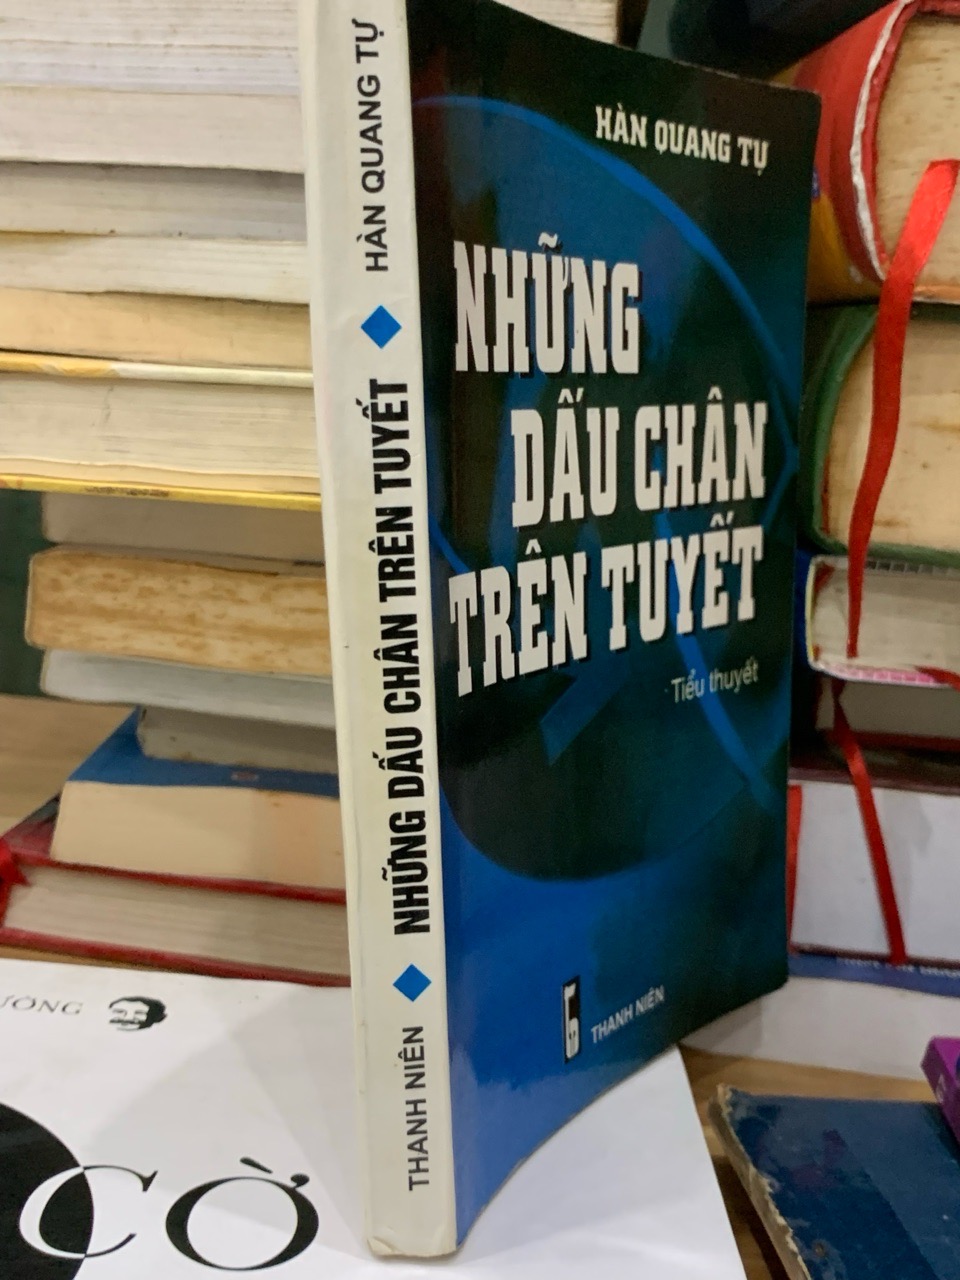 HÀN QUANG TỰ
NHỮNG DẤU CHÂN TRÊN TUYẾT
THANH NIÊN
HÀN QUANG TỰ
NHỮNG
DẤU CHÂN
TRÊN TUYẾT
Tiểu thuyết
THANH NIÊN
CỜ